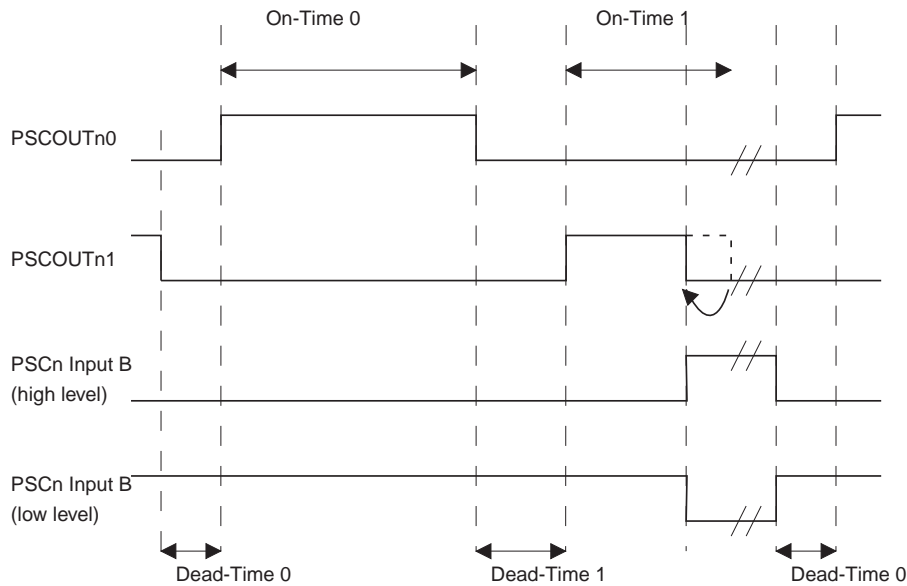 On-Time 0 On-Time 1
PSCOUTn0
PSCOUTn1
PSCn Input B
(high level)
PSCn Input B
(low level)
Dead-Time 0 Dead-Time 1 Dead-Time 0